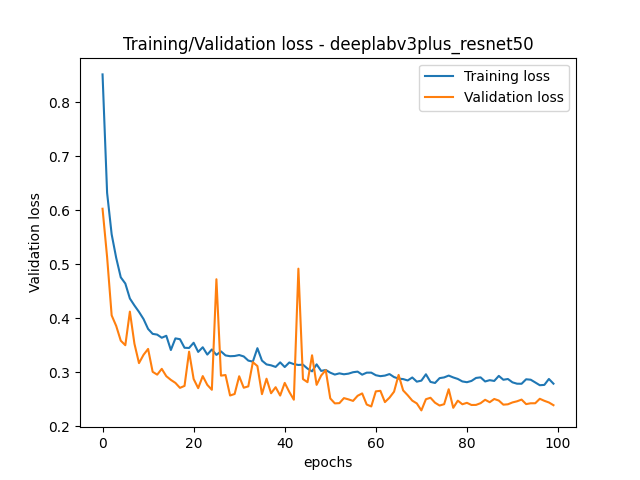 Training/Validation loss - deeplabv3plus_resnet50
Training loss
Validation loss
Validation loss
0.8
0.7
0.6
0.5
0.4
0.3
0.2
0 20 40 60 80 100
epochs